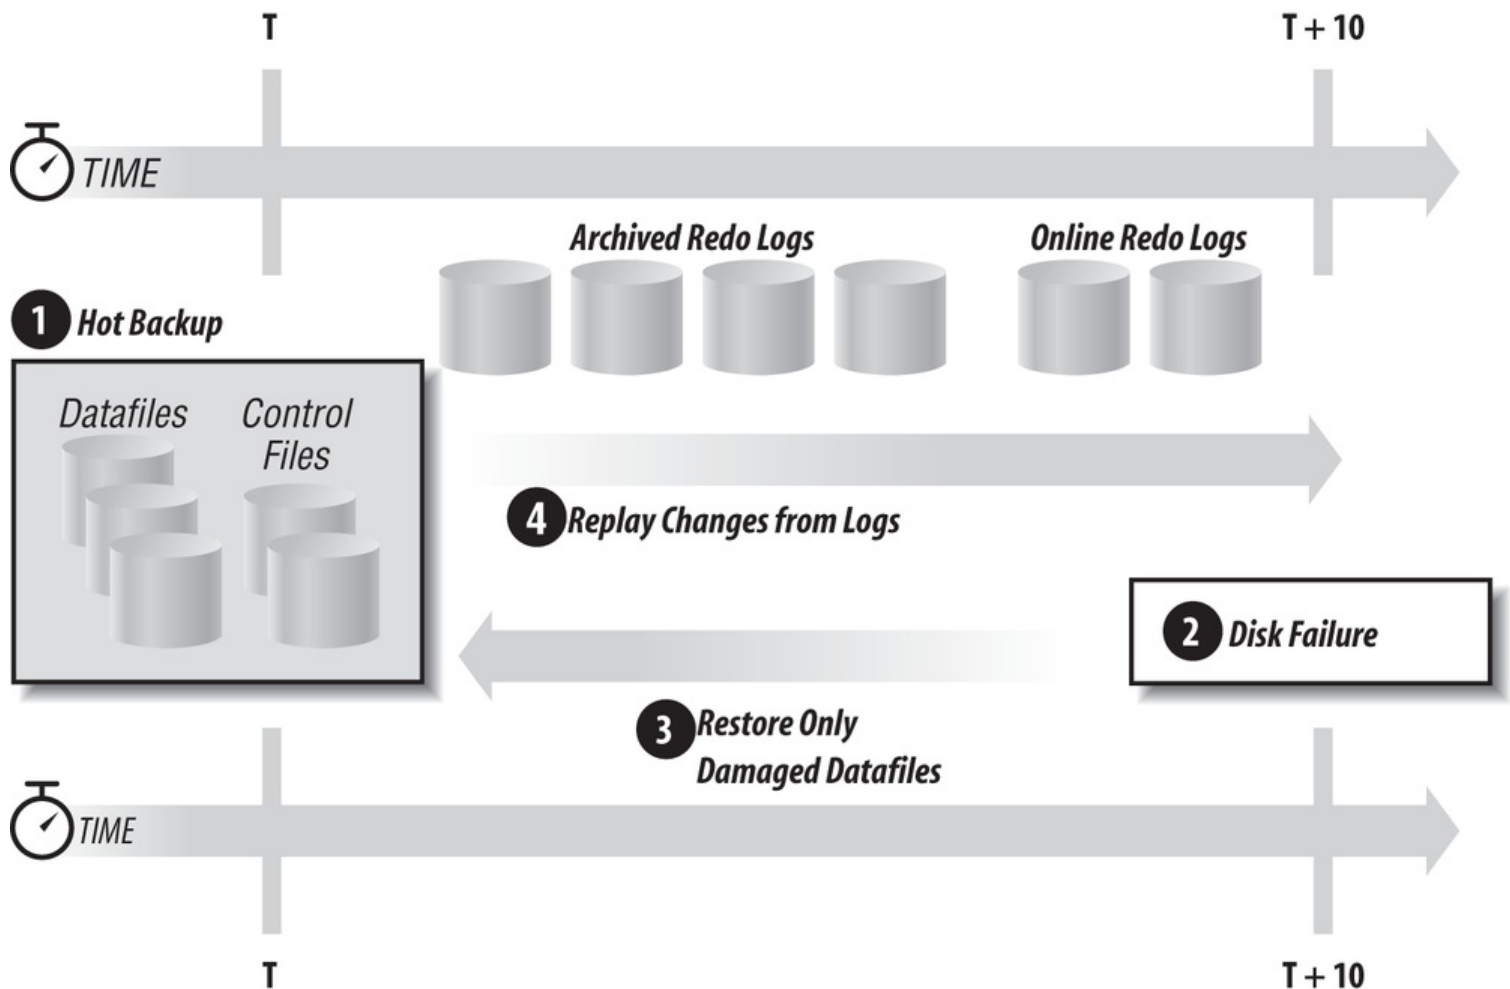 T
T + 10
TIME
Archived Redo Logs
Online Redo Logs
1 Hot Backup
Datafiles
Control
Files
4 Replay Changes from Logs
2 Disk Failure
3 Restore Only
Damaged Datafiles
TIME
T
T + 10